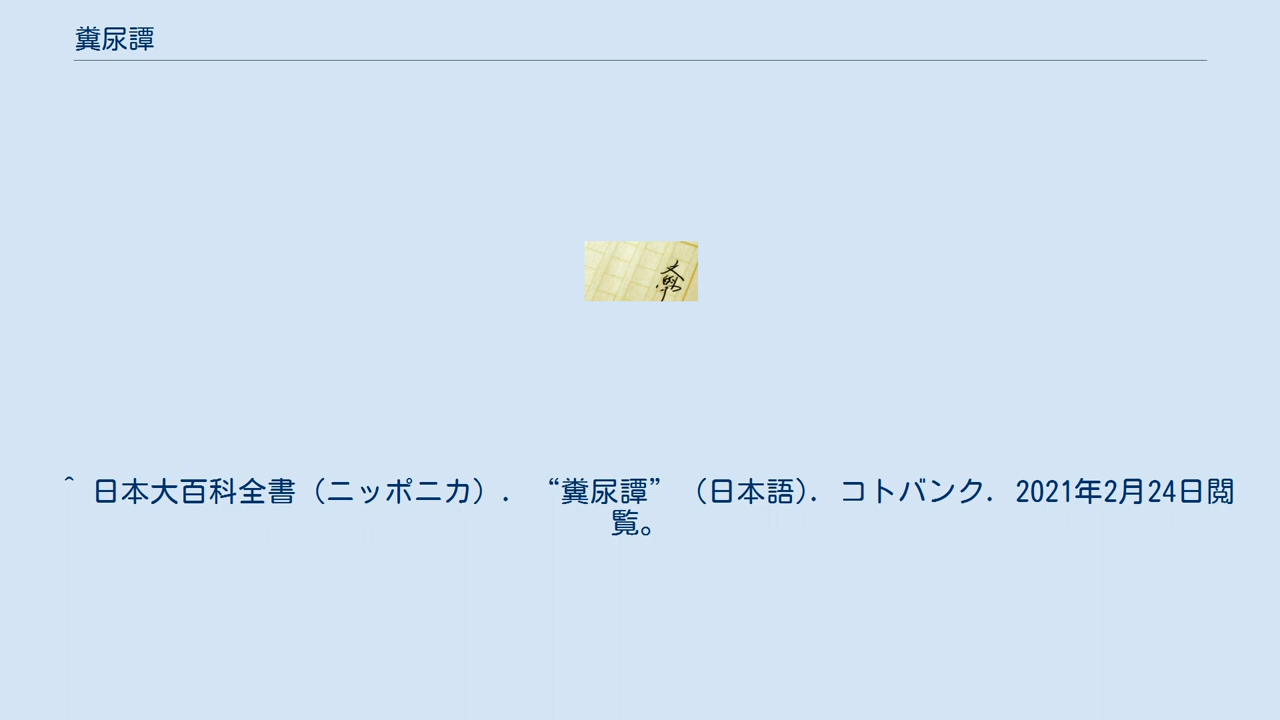 糞尿譚
^ 日本大百科全書（ニッポニカ）. “糞尿譚” （日本語）. コトバンク. 2021年2月24日閲
覧。